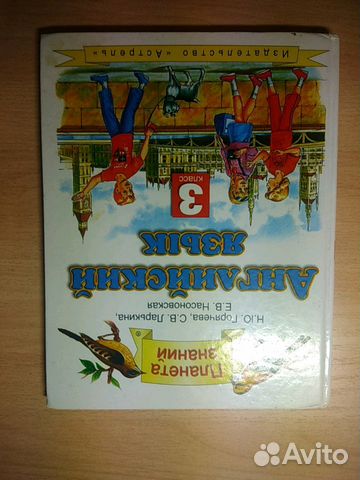 Планета
знаний
Н.Ю. Горячева, С.В. Ларькина,
Е.В. Насоновская
Английский
язык
3
класс
Издательство «Астрель»
Avito